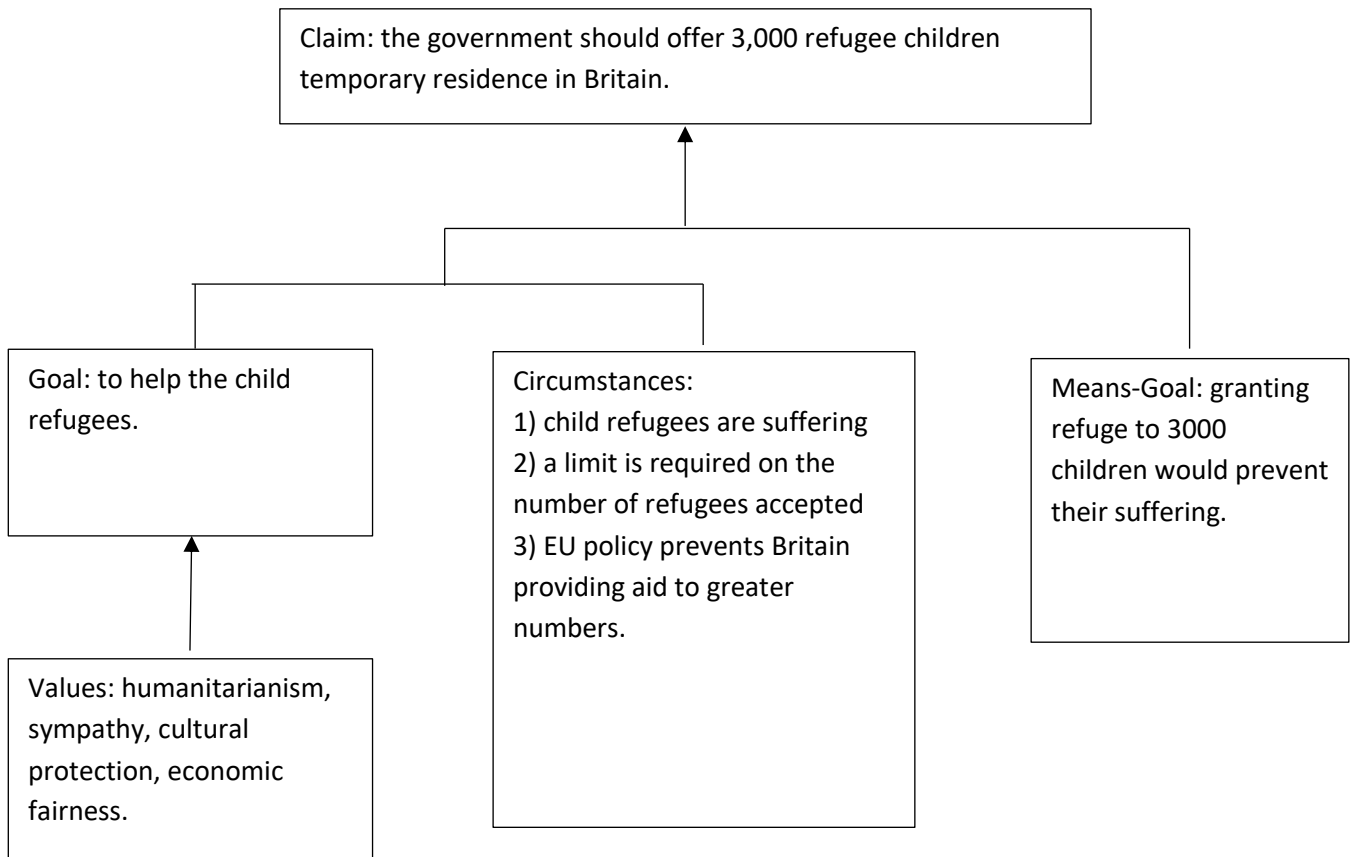 Claim: the government should offer 3,000 refugee children
temporary residence in Britain.
Goal: to help the child
refugees.
Circumstances:
1) child refugees are suffering
2) a limit is required on the
number of refugees accepted
3) EU policy prevents Britain
providing aid to greater
numbers.
Means-Goal: granting
refuge to 3000
children would prevent
their suffering.
Values: humanitarianism,
sympathy, cultural
protection, economic
fairness.